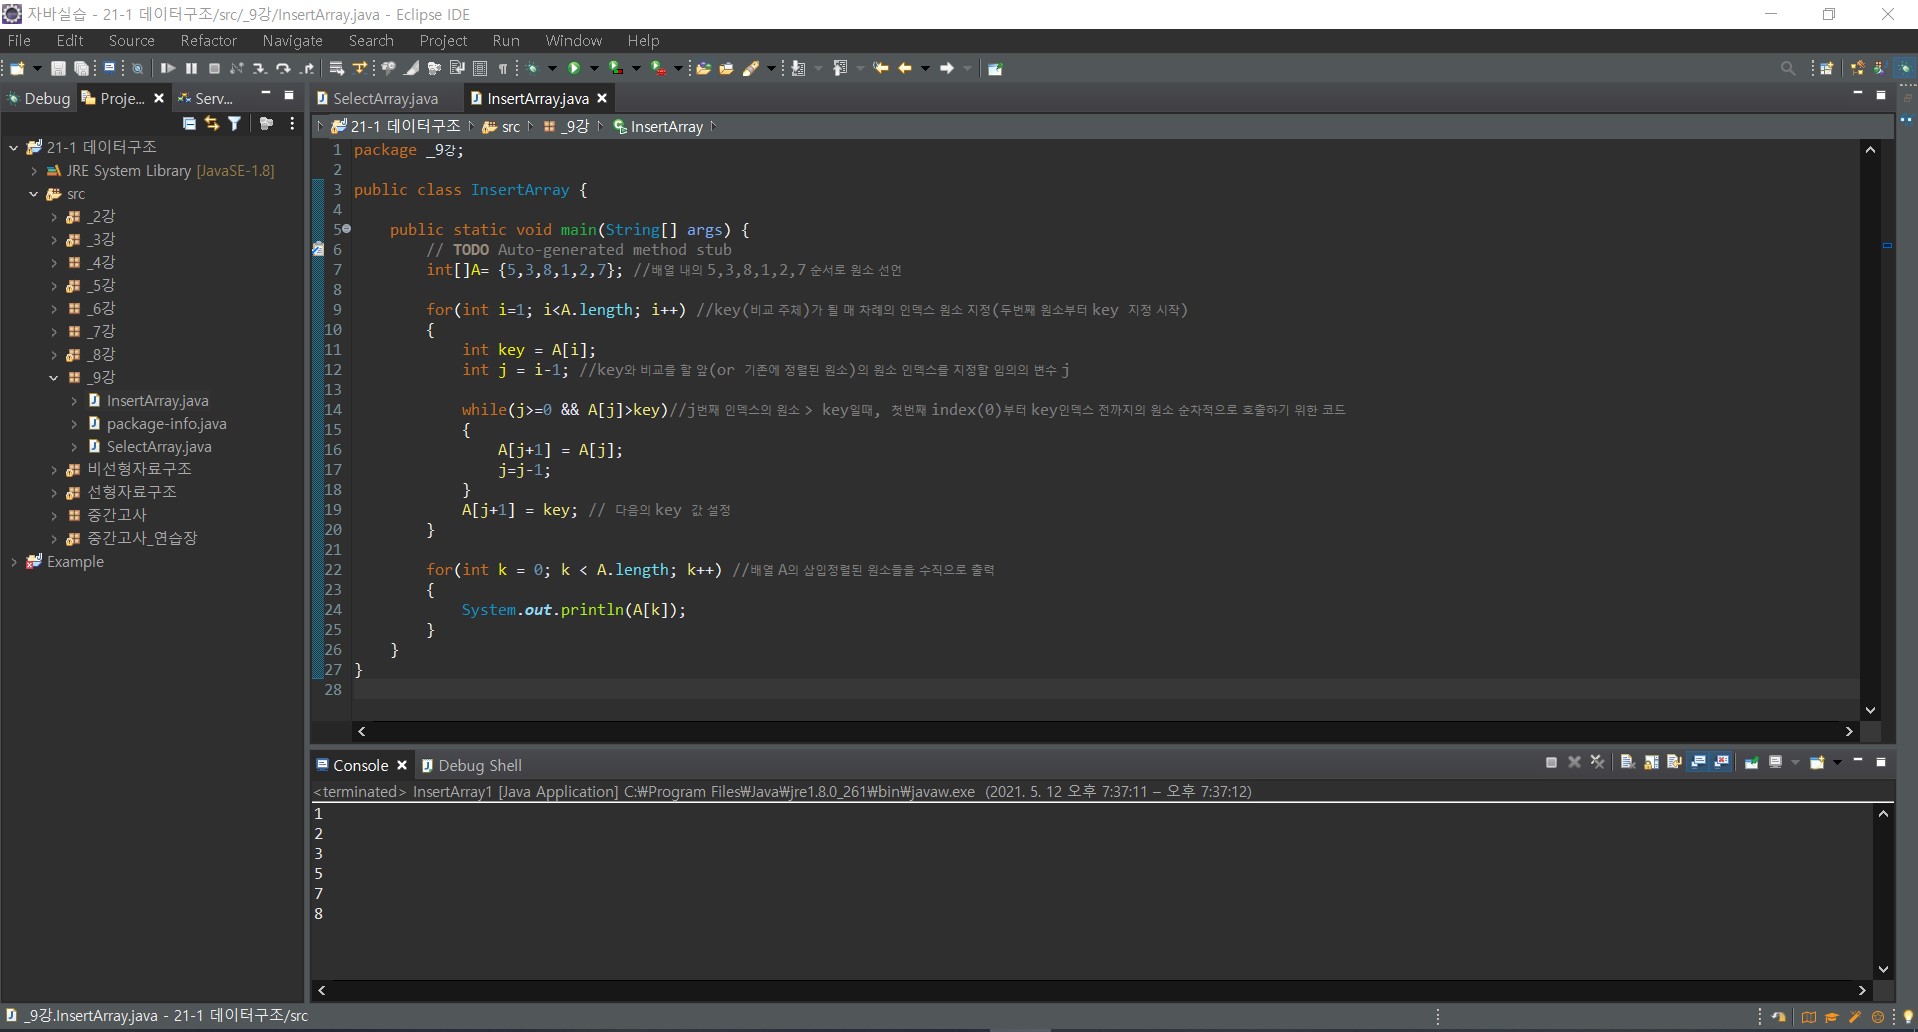 자바실습 - 21-1 데이터구조/src/_9강/InsertArray.java - Eclipse IDE
File Edit Source Refactor Navigate Search Project Run Window Help
Debug Proje... Serv... SelectArray.java InsertArray.java
21-1 데이터구조 src _9강 InsertArray
21-1 데이터구조
JRE System Library [JavaSE-1.8]
src
_2강
_3강
_4강
_5강
_6강
_7강
_8강
_9강
InsertArray.java
package-info.java
SelectArray.java
비선형자료구조
선형자료구조
중간고사
중간고사_연습장
Example
1 package _9강;
2
3 public class InsertArray {
4
5 public static void main(String[] args) {
6 // TODO Auto-generated method stub
7 int[]A= {5,3,8,1,2,7}; //배열 내의 5,3,8,1,2,7 순서로 원소 선언
8
9 for(int i=1; i<A.length; i++) //key(비교 주체)가 될 매 차례의 인덱스 원소 지정(두번째 원소부터 key 지정 시작)
10 {
11 int key = A[i];
12 int j = i-1; //key와 비교를 할 앞(or 기존에 정렬된 원소)의 원소 인덱스를 지정할 임의의 변수 j
13
14 while(j>=0 && A[j]>key)//j번째 인덱스의 원소 > key일때, 첫번째 index(0)부터 key인덱스 전까지의 원소 순차적으로 호출하기 위한 코드
15 {
16 A[j+1] = A[j];
17 j=j-1;
18 }
19 A[j+1] = key; // 다음의 key 값 설정
20 }
21
22 for(int k = 0; k < A.length; k++) //배열 A의 삽입정렬된 원소들을 수직으로 출력
23 {
24 System.out.println(A[k]);
25 }
26 }
27 }
28
Console Debug Shell
<terminated> InsertArray1 [Java Application] C:₩Program Files₩Java₩jre1.8.0_261₩bin₩javaw.exe (2021. 5. 12 오후 7:37:11 – 오후 7:37:12)
1
2
3
5
7
8
_9강.InsertArray.java - 21-1 데이터구조/src